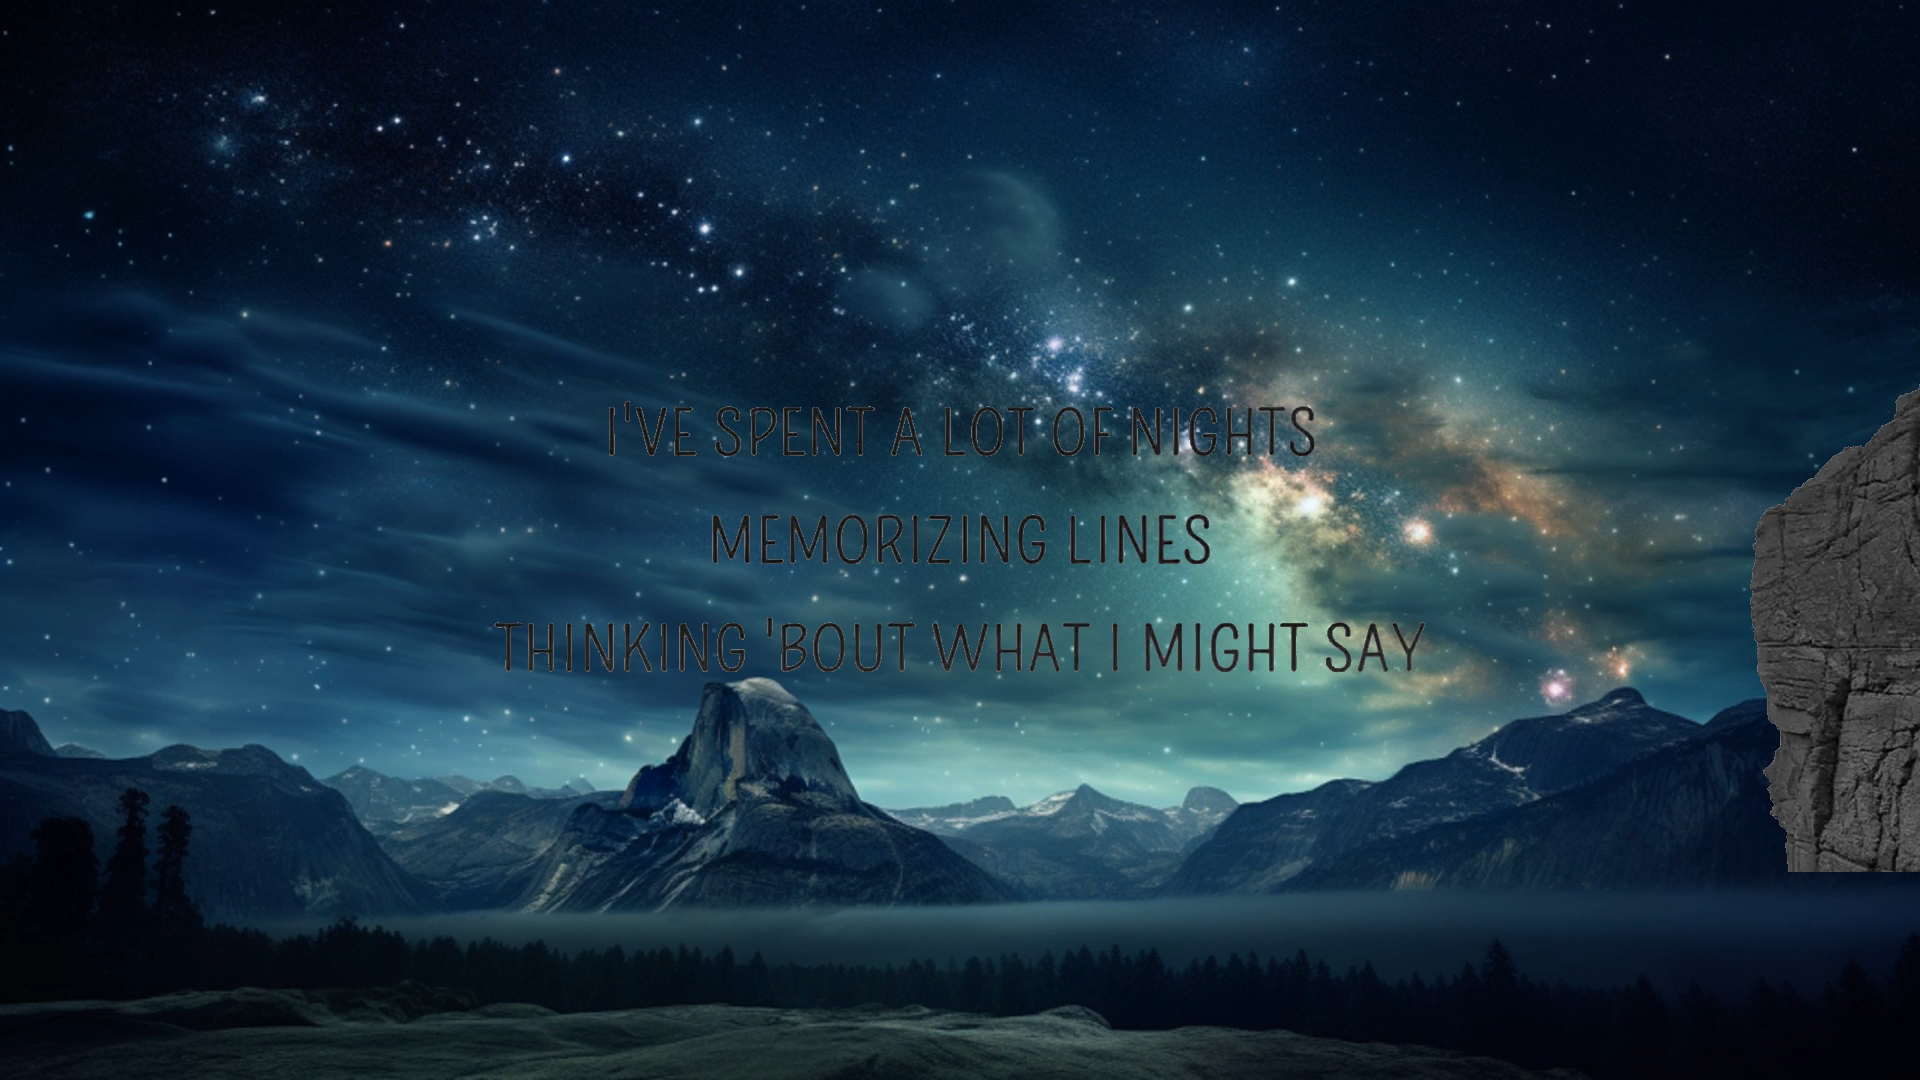 I'VE SPENT A LOT OF NIGHTS
MEMORIZING LINES
THINKING 'BOUT WHAT I MIGHT SAY